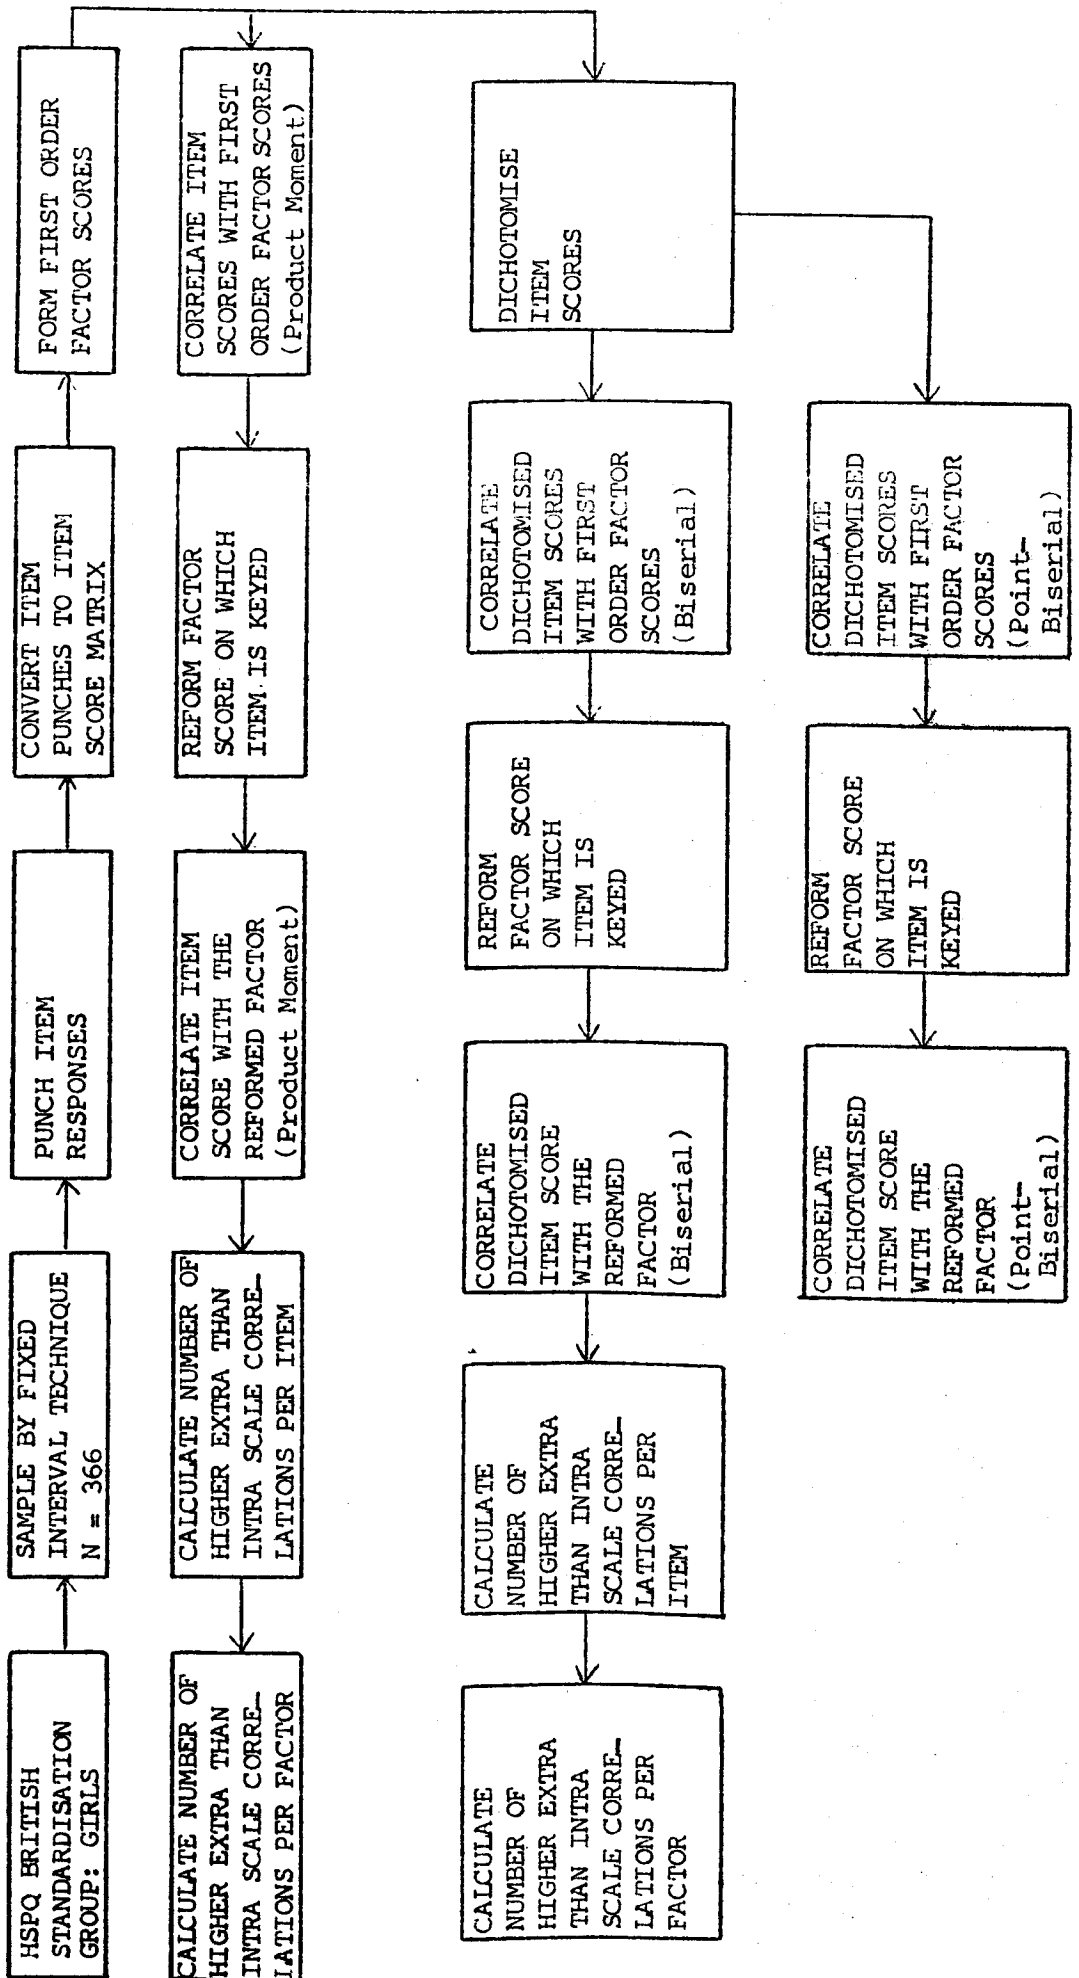 HSPQ BRITISH
STANDARDISATION
GROUP: GIRLS
SAMPLE BY FIXED
INTERVAL TECHNIQUE
N = 366
PUNCH ITEM
RESPONSES
CONVERT ITEM
PUNCHES TO ITEM
SCORE MATRIX
FORM FIRST ORDER
FACTOR SCORES
CORRELATE ITEM
SCORES WITH FIRST
ORDER FACTOR SCORES
(Product Moment)
REFORM FACTOR
SCORE ON WHICH
ITEM.IS KEYED
CORRELATE ITEM
SCORE WITH THE
REFORMED FACTOR
(Product Moment)
CALCULATE NUMBER OF
HIGHER EXTRA THAN
INTRA SCALE CORRE-
LATIONS PER ITEM
CALCULATE NUMBER OF
HIGHER EXTRA THAN
INTRA SCALE CORRE-
LATIONS PER FACTOR
DICHOTOMISE
ITEM
SCORES
CORRELATE
DICHOTOMISED
ITEM SCORES
WITH FIRST
ORDER FACTOR
SCORES
(Biserial)
REFORM
FACTOR SCORE
ON WHICH
ITEM IS
KEYED
CORRELATE
DICHOTOMISED
ITEM SCORE
WITH THE
REFORMED
FACTOR
(Biserial)
CALCULATE
NUMBER OF
HIGHER EXTRA
THAN INTRA
SCALE CORRE-
LATIONS PER
ITEM
CALCULATE
NUMBER OF
HIGHER EXTRA
THAN INTRA
SCALE CORRE-
LATIONS PER
FACTOR
CORRELATE
DICHOTOMISED
ITEM SCORES
WITH FIRST
ORDER FACTOR
SCORES
(Point-
Biserial)
REFORM
FACTOR SCORE
ON WHICH
ITEM IS
KEYED
CORRELATE
DICHOTOMISED
ITEM SCORE
WITH THE
REFORMED
FACTOR
(Point-
Biserial)